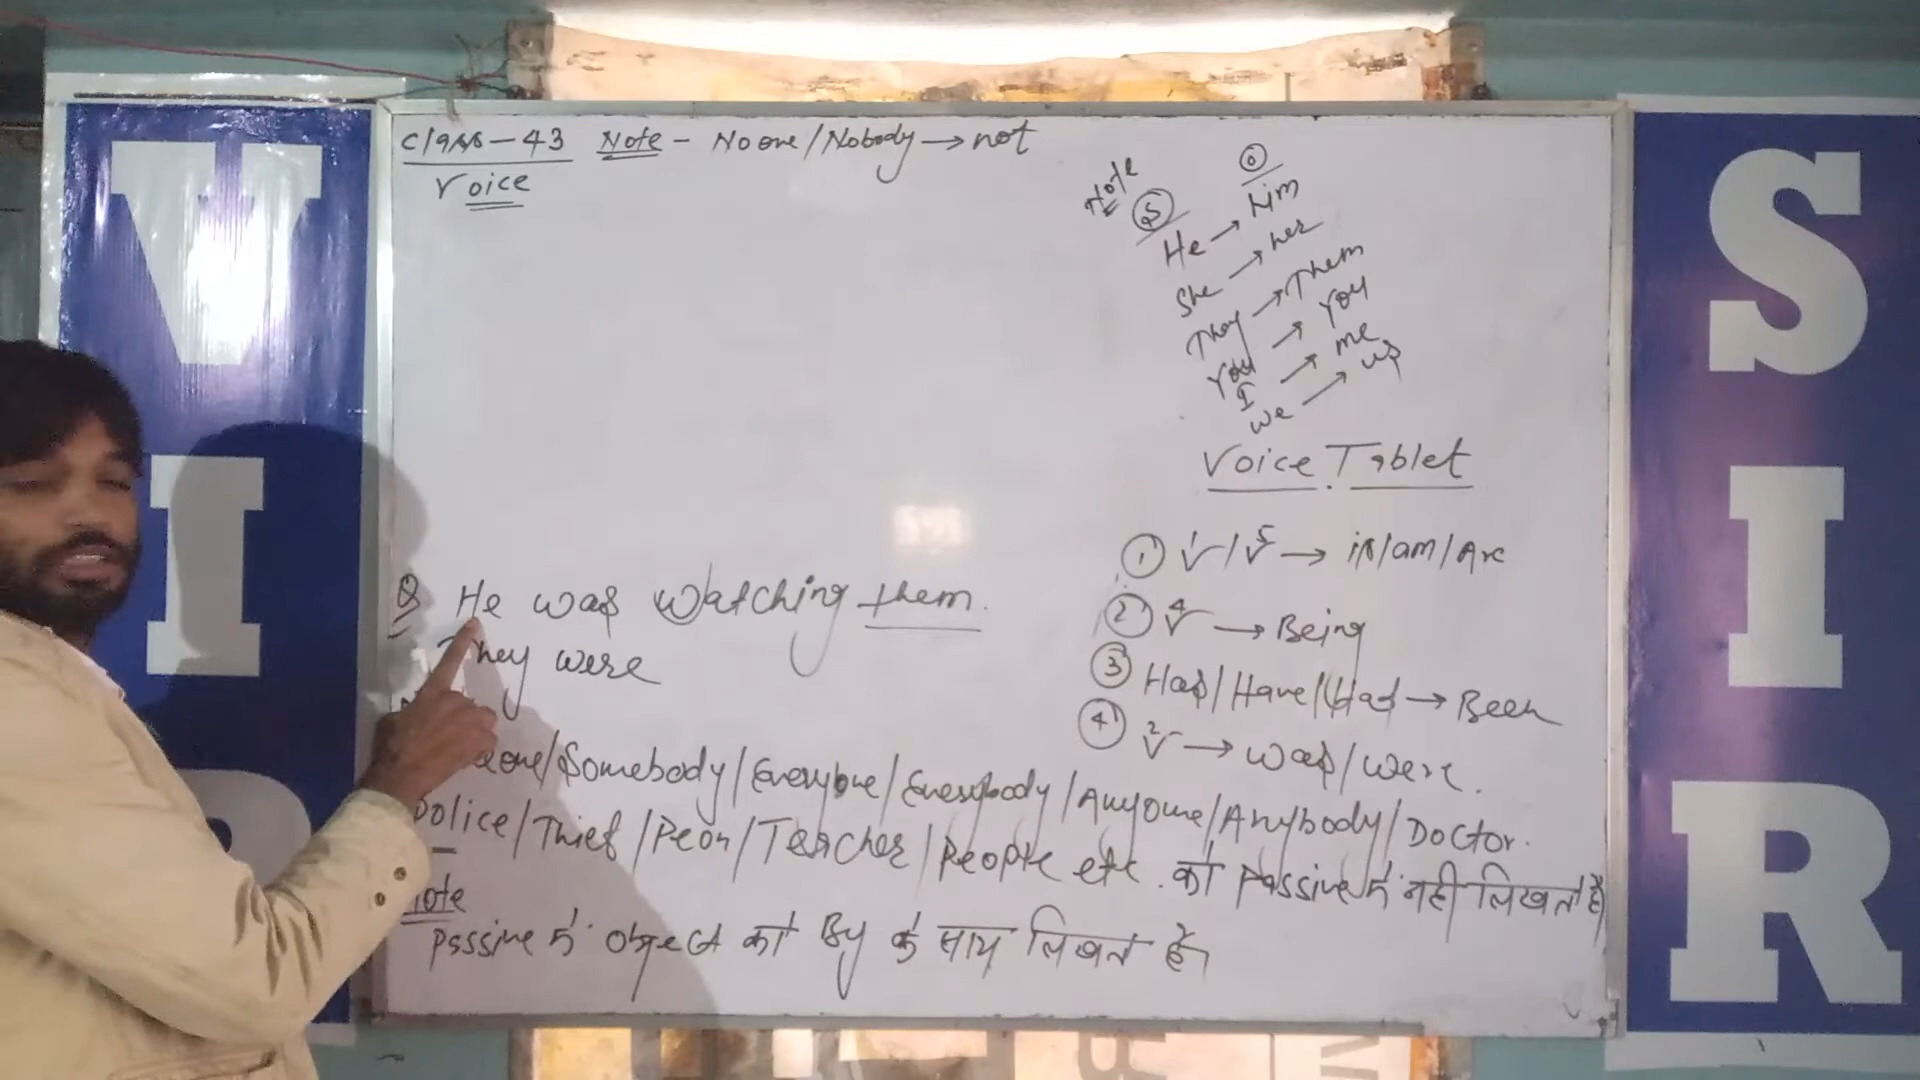 Class-43 Note - No one/Nobody → not
Voice
Note
S O
He → him
She → her
They → Them
You → You
I → me
we → us
Voice Tablet
① V¹/V⁵ → is/am/Are
② V⁴ → Being
③ Has/Have/Had → Been
④ V² → was/were.
Q He was watching them.
They were
/Somebody/Everyone/Everybody/Anyone/Anybody/Doctor.
Police/Thief/Peon/Teacher/People etc. को Passive में नही लिखते है
Note
Passive में object को By के साथ लिखते है
V
I
S
I
R